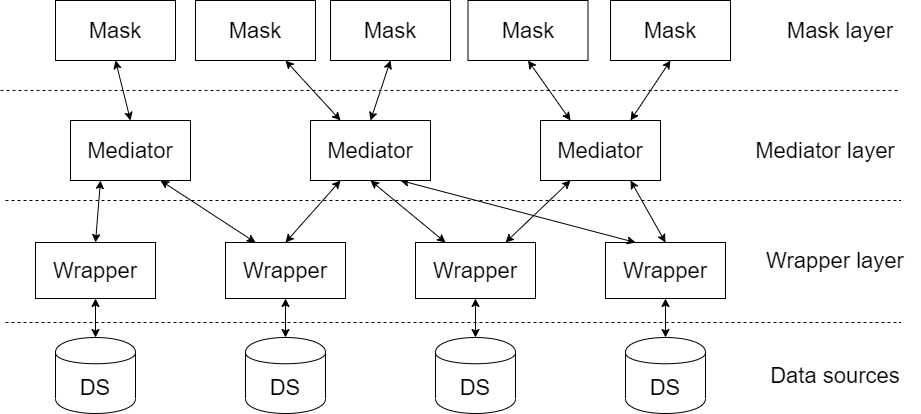 Mask
Mask
Mask
Mask
Mask
Mask layer
Mediator
Mediator
Mediator
Mediator layer
Wrapper
Wrapper
Wrapper
Wrapper
Wrapper layer
DS
DS
DS
DS
Data sources